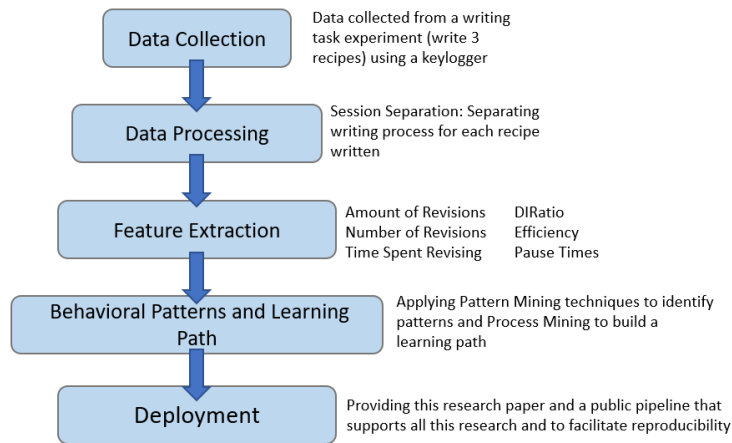 Data Collection
Data collected from a writing
task experiment (write 3
recipes) using a keylogger
Data Processing
Session Separation: Separating
writing process for each recipe
written
Feature Extraction
Amount of Revisions DIRatio
Number of Revisions Efficiency
Time Spent Revising Pause Times
Behavioral Patterns and Learning
Path
Applying Pattern Mining techniques to identify
patterns and Process Mining to build a
learning path
Deployment
Providing this research paper and a public pipeline that
supports all this research and to facilitate reproducibility